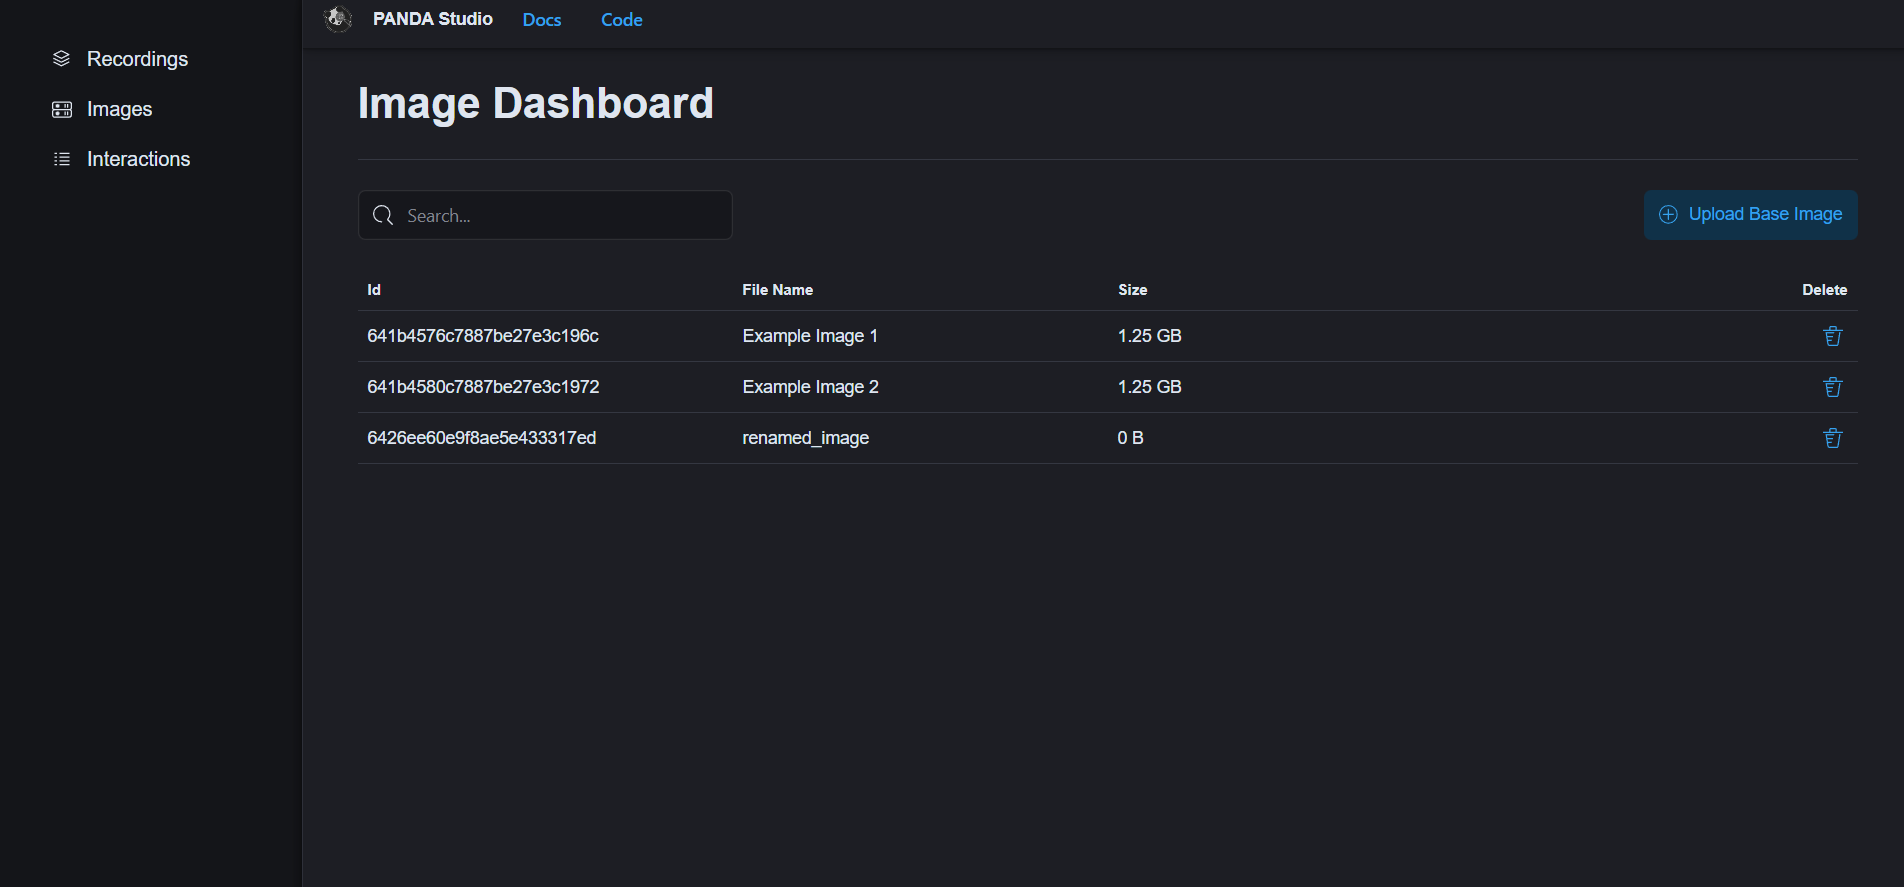 Recordings
Images
Interactions
PANDA Studio Docs Code
Image Dashboard
Search...
Upload Base Image
Id File Name Size Delete
641b4576c7887be27e3c196c Example Image 1 1.25 GB
641b4580c7887be27e3c1972 Example Image 2 1.25 GB
6426ee60e9f8ae5e433317ed renamed_image 0 B